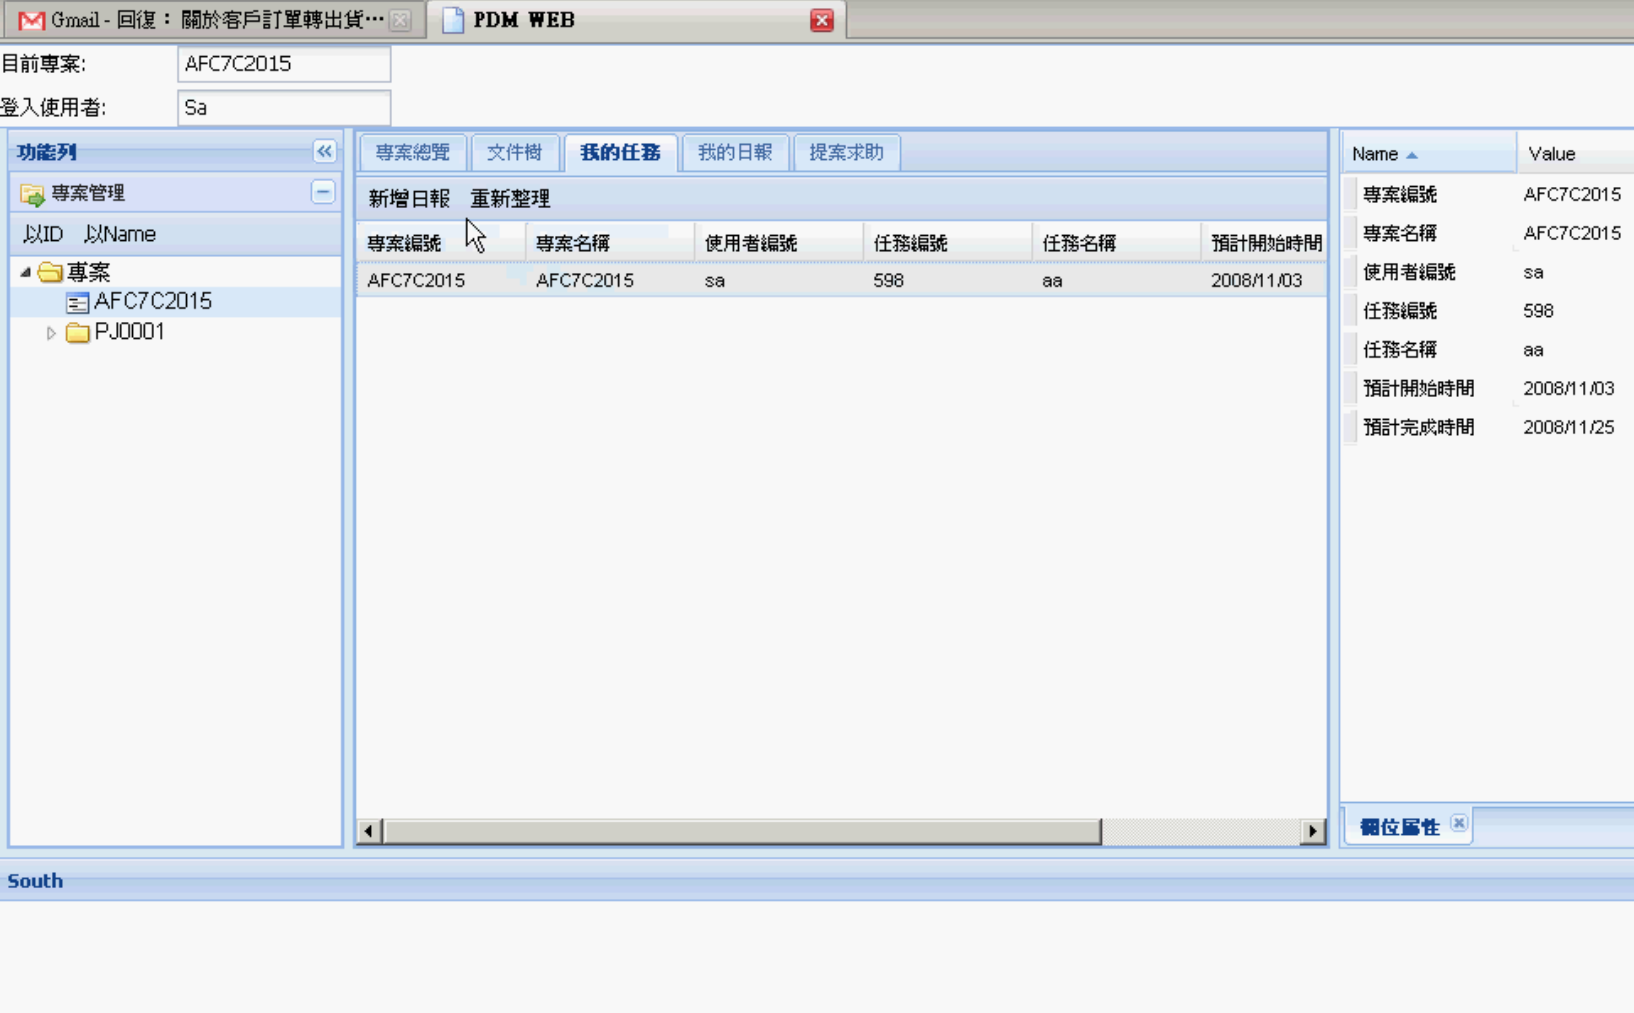 Gmail - 回復： 關於客戶訂單轉出貨…
PDM WEB
目前專案: AFC7C2015
登入使用者: Sa
功能列
專案管理
以ID 以Name
專案
AFC7C2015
PJ0001
專案總覽 文件樹 我的任務 我的日報 提案求助
新增日報 重新整理
專案編號 專案名稱 使用者編號 任務編號 任務名稱 預計開始時間
AFC7C2015 AFC7C2015 sa 598 aa 2008/11/03
Name Value
專案編號 AFC7C2015
專案名稱 AFC7C2015
使用者編號 sa
任務編號 598
任務名稱 aa
預計開始時間 2008/11/03
預計完成時間 2008/11/25
欄位屬性
South